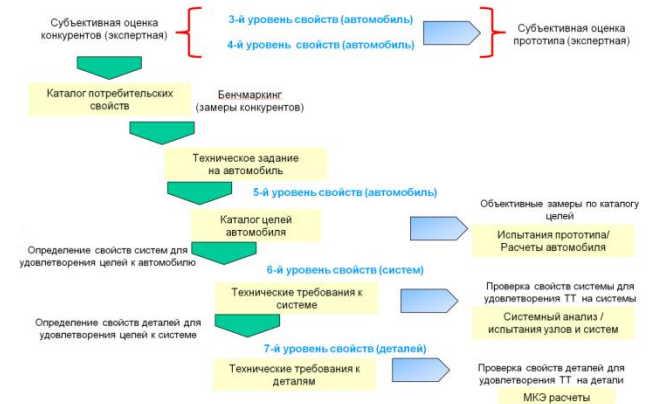 Субъективная оценка
конкурентов (экспертная)
3-й уровень свойств (автомобиль)
4-й уровень свойств (автомобиль)
Субъективная оценка
прототипа (экспертная)
Каталог потребительских
свойств
Бенчмаркинг
(замеры конкурентов)
Техническое задание
на автомобиль
5-й уровень свойств (автомобиль)
Каталог целей
автомобиля
Объективные замеры по каталогу
целей
Испытания прототипа/
Расчеты автомобиля
Определение свойств систем для
удовлетворения целей к автомобилю
6-й уровень свойств (систем)
Технические требования к
системе
Проверка свойств системы для
удовлетворения ТТ на системы
Системный анализ /
испытания узлов и систем
Определение свойств деталей для
удовлетворения целей к системе
7-й уровень свойств (деталей)
Технические требования к
деталям
Проверка свойств деталей для
удовлетворения ТТ на детали
МКЭ расчеты